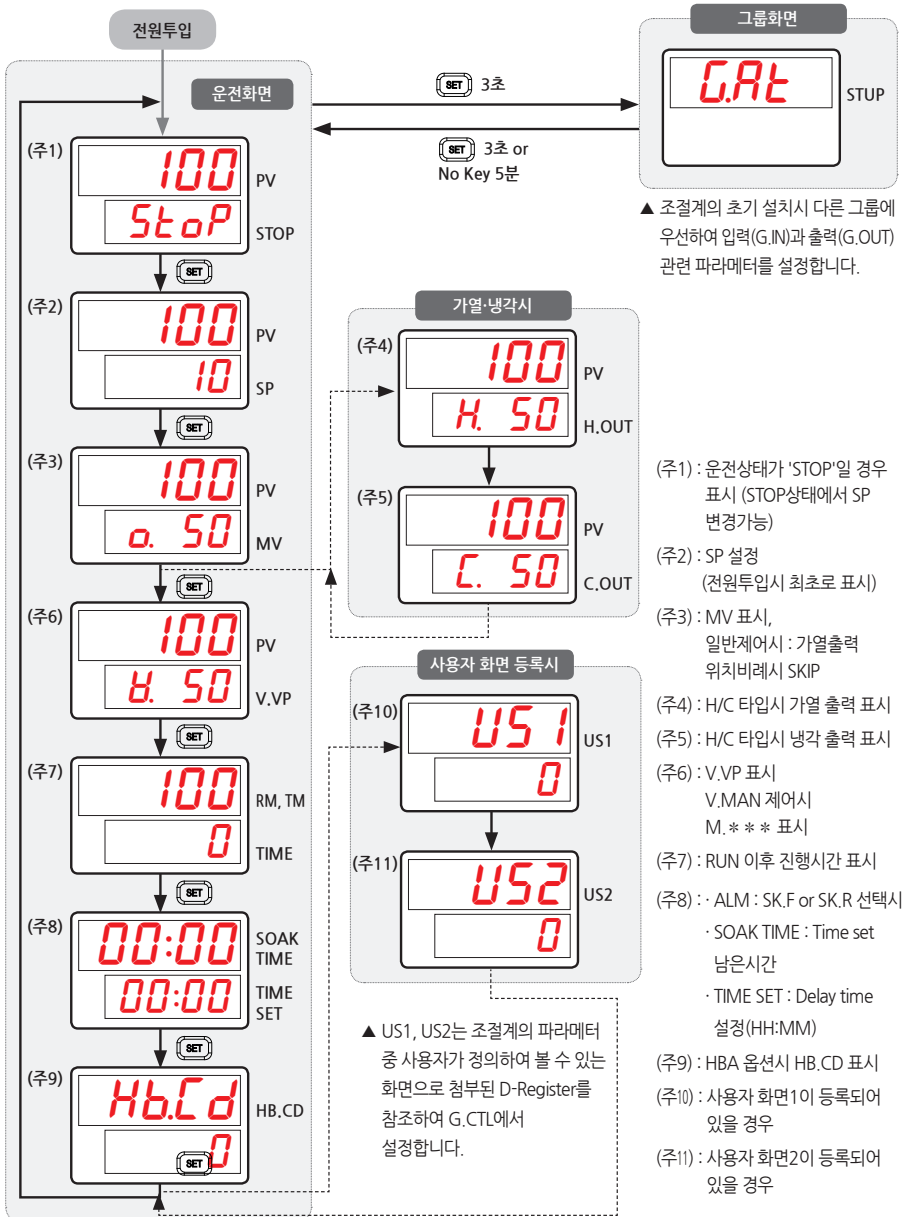 전원투입
운전화면
(주1)
100
PV
StoP
STOP
SET
(주2)
100
PV
10
SP
SET
(주3)
100
PV
o. 50
MV
SET
(주6)
100
PV
V. 50
V.VP
SET
(주7)
100
RM, TM
0
TIME
SET
(주8)
00:00
SOAK
TIME
00:00
TIME
SET
SET
(주9)
Hb.Cd
HB.CD
0
SET
SET 3초
SET 3초 or
No Key 5분
그룹화면
G.At
STUP
▲ 조절계의 초기 설치시 다른 그룹에
우선하여 입력(G.IN)과 출력(G.OUT)
관련 파라메터를 설정합니다.
가열·냉각시
(주4)
100
PV
H. 50
H.OUT
(주5)
100
PV
C. 50
C.OUT
사용자 화면 등록시
(주10)
US1
US1
0
(주11)
US2
US2
0
▲ US1, US2는 조절계의 파라메터
중 사용자가 정의하여 볼 수 있는
화면으로 첨부된 D-Register를
참조하여 G.CTL에서
설정합니다.
(주1) : 운전상태가 'STOP'일 경우
표시 (STOP상태에서 SP
변경가능)
(주2) : SP 설정
(전원투입시 최초로 표시)
(주3) : MV 표시,
일반제어시 : 가열출력
위치비례시 SKIP
(주4) : H/C 타입시 가열 출력 표시
(주5) : H/C 타입시 냉각 출력 표시
(주6) : V.VP 표시
V.MAN 제어시
M.＊＊＊ 표시
(주7) : RUN 이후 진행시간 표시
(주8) : · ALM : SK.F or SK.R 선택시
· SOAK TIME : Time set
남은시간
· TIME SET : Delay time
설정(HH:MM)
(주9) : HBA 옵션시 HB.CD 표시
(주10) : 사용자 화면1이 등록되어
있을 경우
(주11) : 사용자 화면2이 등록되어
있을 경우